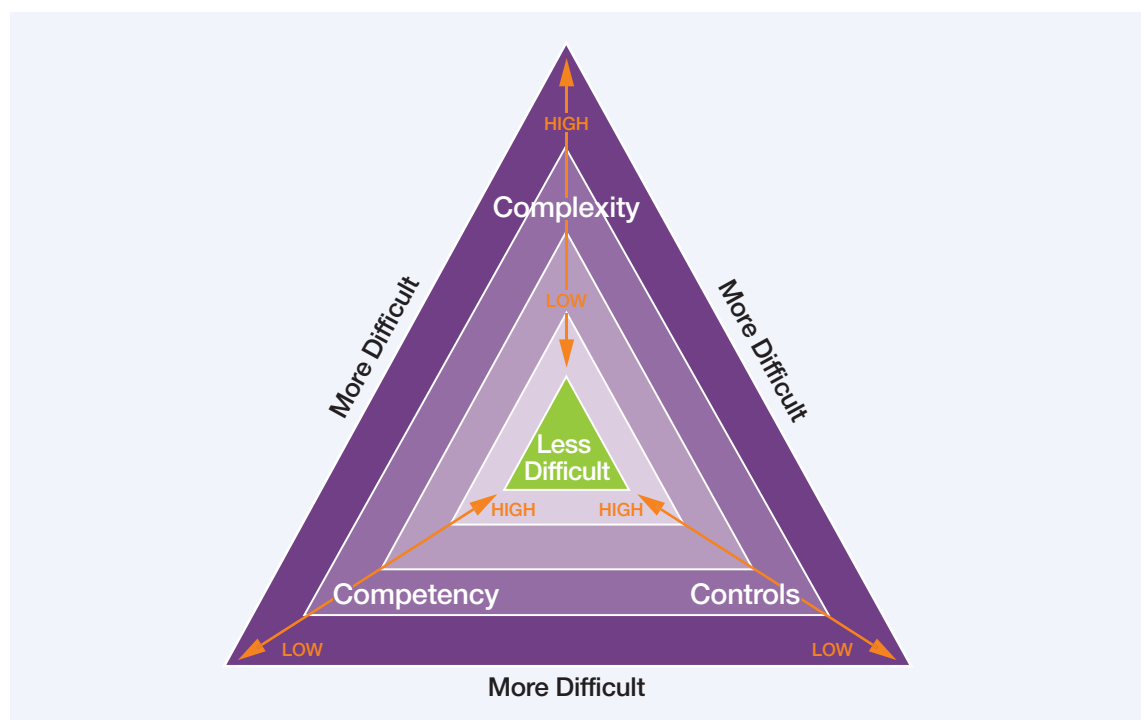 HIGH
Complexity
More Difficult
More Difficult
LOW
Less
Difficult
HIGH
HIGH
Competency
Controls
LOW
LOW
More Difficult